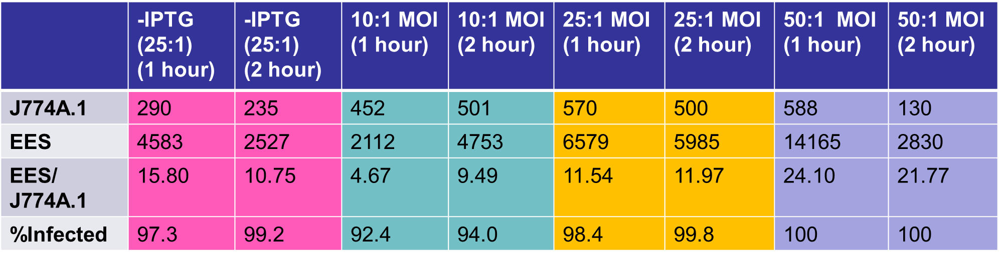 -IPTG (25:1) (1 hour) -IPTG (25:1) (2 hour) 10:1 MOI (1 hour) 10:1 MOI (2 hour) 25:1 MOI (1 hour) 25:1 MOI (2 hour) 50:1 MOI (1 hour) 50:1 MOI (2 hour)
J774A.1 290 235 452 501 570 500 588 130
EES 4583 2527 2112 4753 6579 5985 14165 2830
EES/ J774A.1 15.80 10.75 4.67 9.49 11.54 11.97 24.10 21.77
%Infected 97.3 99.2 92.4 94.0 98.4 99.8 100 100